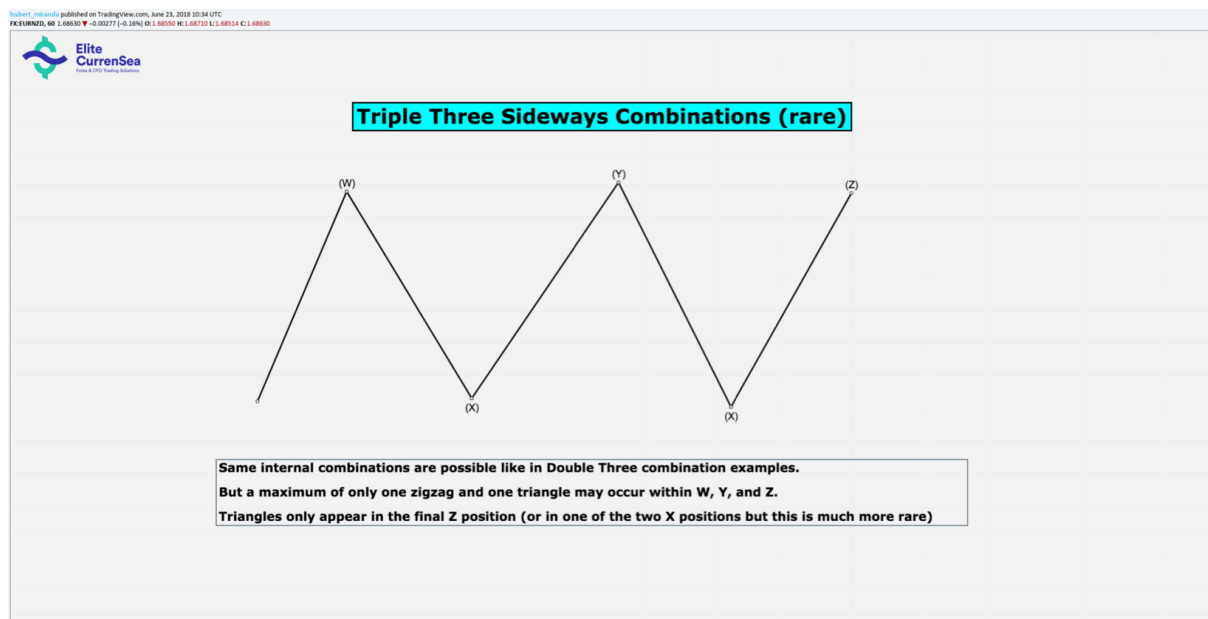 hubert_miranda published on TradingView.com, June 23, 2018 10:34 UTC
FX:EURNZD, 60 1.68630 ▼ −0.00277 (−0.16%) O:1.68550 H:1.68710 L:1.68514 C:1.68630
Elite
CurrenSea
Forex & CFD Trading Solutions
Triple Three Sideways Combinations (rare)
(W)
(Y)
(Z)
(X)
(X)
Same internal combinations are possible like in Double Three combination examples.
But a maximum of only one zigzag and one triangle may occur within W, Y, and Z.
Triangles only appear in the final Z position (or in one of the two X positions but this is much more rare)